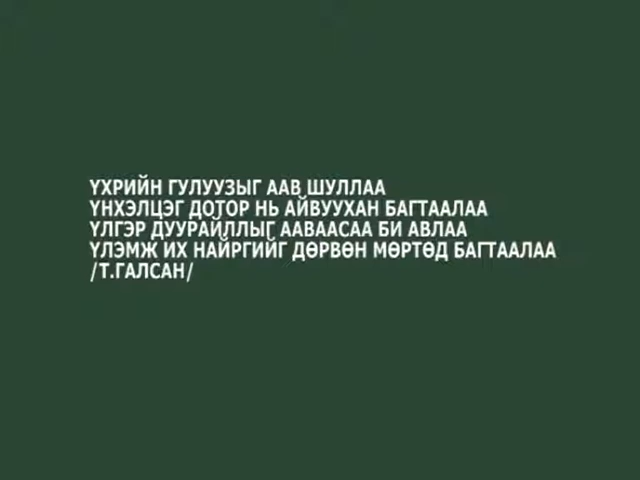 ҮХРИЙН ГУЛУУЗЫГ ААВ ШУЛЛАА
ҮНХЭЛЦЭГ ДОТОР НЬ АЙВУУХАН БАГТААЛАА
ҮЛГЭР ДУУРАЙЛЛЫГ ААВААСАА БИ АВЛАА
ҮЛЭМЖ ИХ НАЙРГИЙГ ДӨРВӨН МӨРТӨД БАГТААЛАА
/Т.ГАЛСАН/